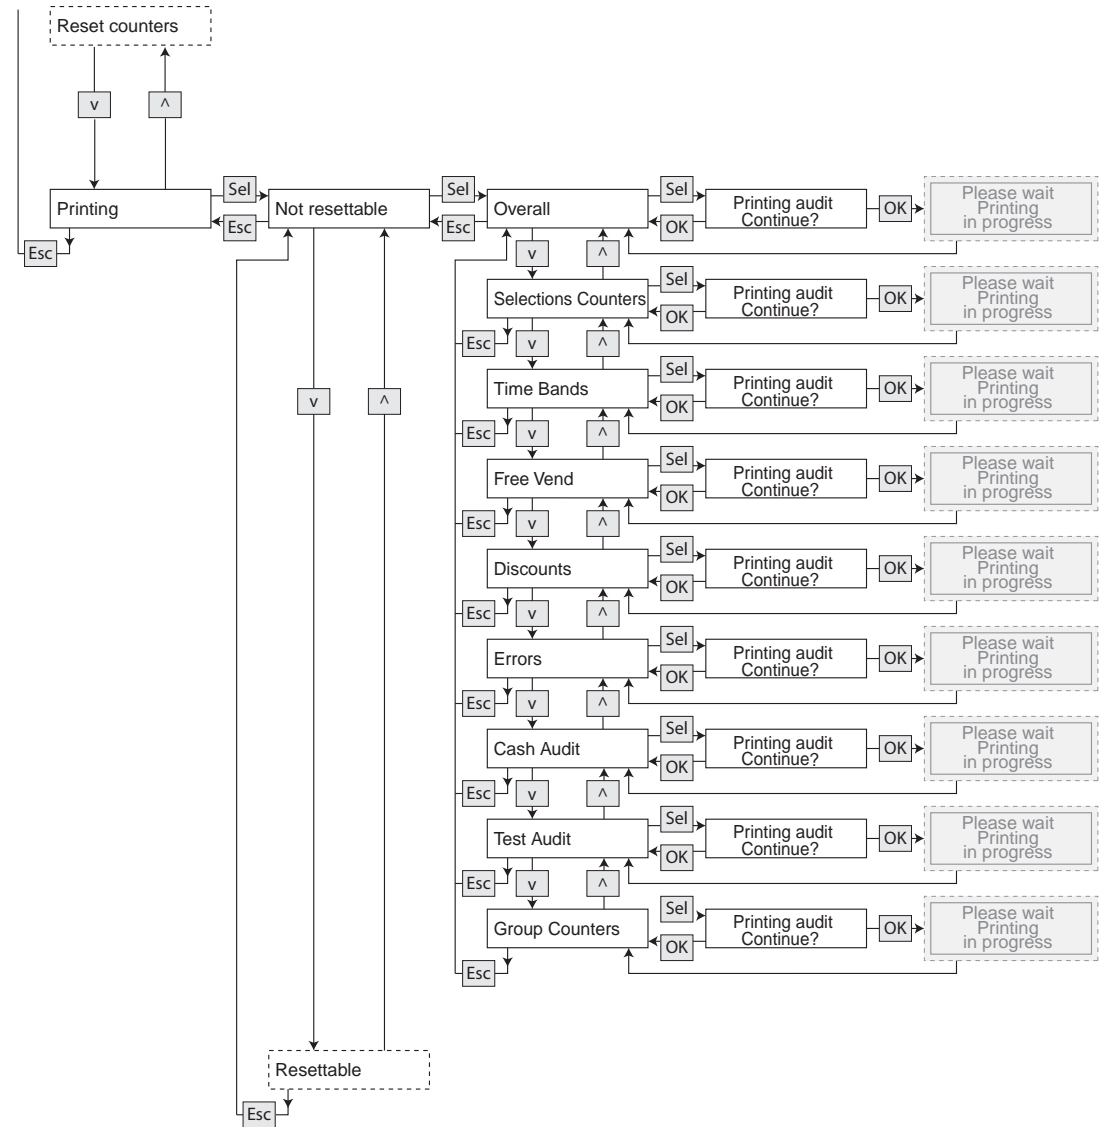 Reset counters
v
^
Printing
Sel
Esc
Esc
Not resettable
Sel
Esc
Overall
Sel
OK
Printing audit
Continue?
OK
Please wait
Printing
in progress
v
^
Selections Counters
Sel
OK
Printing audit
Continue?
OK
Please wait
Printing
in progress
Esc
v
^
Time Bands
Sel
OK
Printing audit
Continue?
OK
Please wait
Printing
in progress
v
^
Esc
v
^
Free Vend
Sel
OK
Printing audit
Continue?
OK
Please wait
Printing
in progress
Esc
v
^
Discounts
Sel
OK
Printing audit
Continue?
OK
Please wait
Printing
in progress
Esc
v
^
Errors
Sel
OK
Printing audit
Continue?
OK
Please wait
Printing
in progress
Esc
v
^
Cash Audit
Sel
OK
Printing audit
Continue?
OK
Please wait
Printing
in progress
Esc
v
^
Test Audit
Sel
OK
Printing audit
Continue?
OK
Please wait
Printing
in progress
Esc
v
^
Group Counters
Sel
OK
Printing audit
Continue?
OK
Please wait
Printing
in progress
Esc
Resettable
Esc